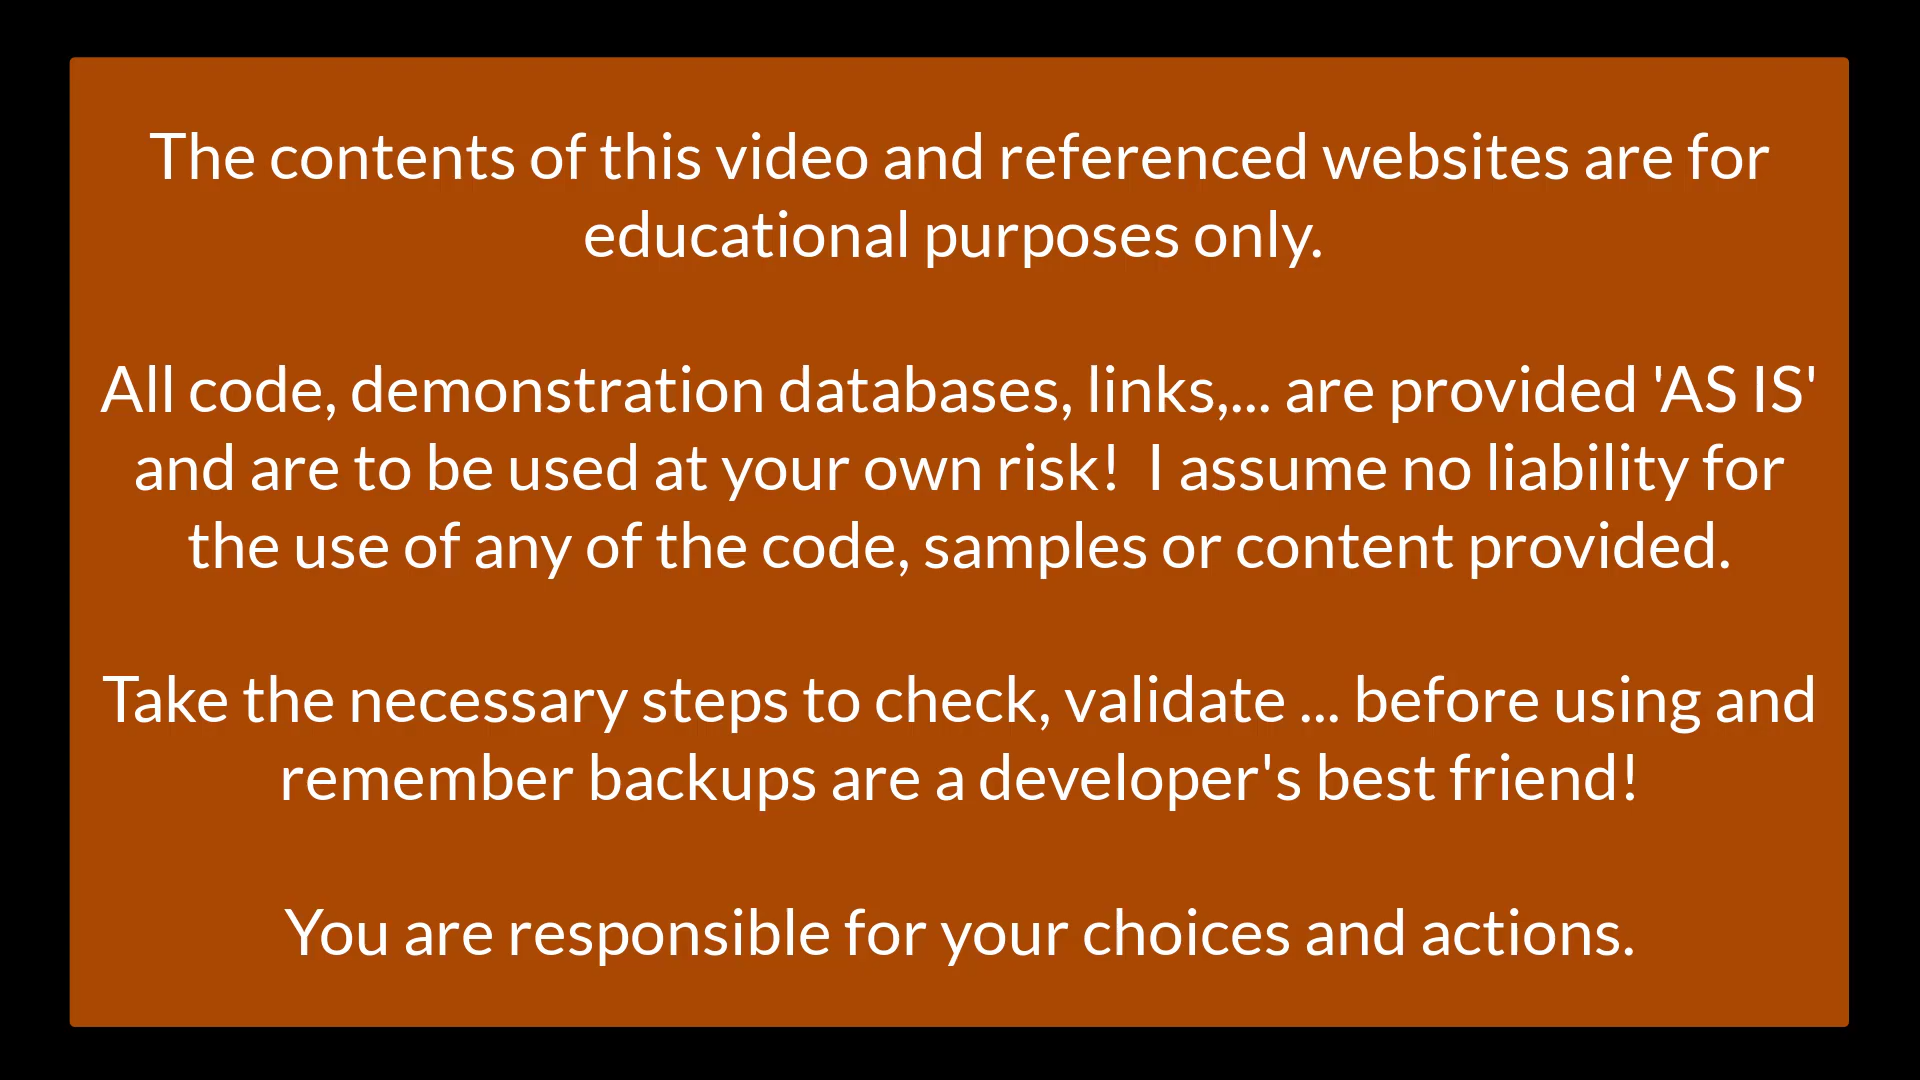 The contents of this video and referenced websites are for
educational purposes only.
All code, demonstration databases, links,... are provided 'AS IS'
and are to be used at your own risk!  I assume no liability for
the use of any of the code, samples or content provided.
Take the necessary steps to check, validate ... before using and
remember backups are a developer's best friend!
You are responsible for your choices and actions.